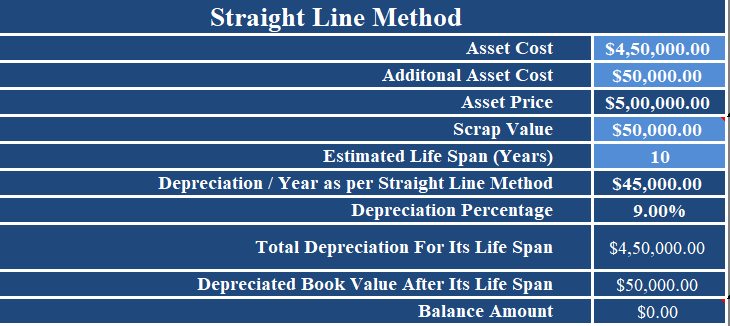 Straight Line Method
Asset Cost $4,50,000.00
Additonal Asset Cost $50,000.00
Asset Price $5,00,000.00
Scrap Value $50,000.00
Estimated Life Span (Years) 10
Depreciation / Year as per Straight Line Method $45,000.00
Depreciation Percentage 9.00%
Total Depreciation For Its Life Span $4,50,000.00
Depreciated Book Value After Its Life Span $50,000.00
Balance Amount $0.00